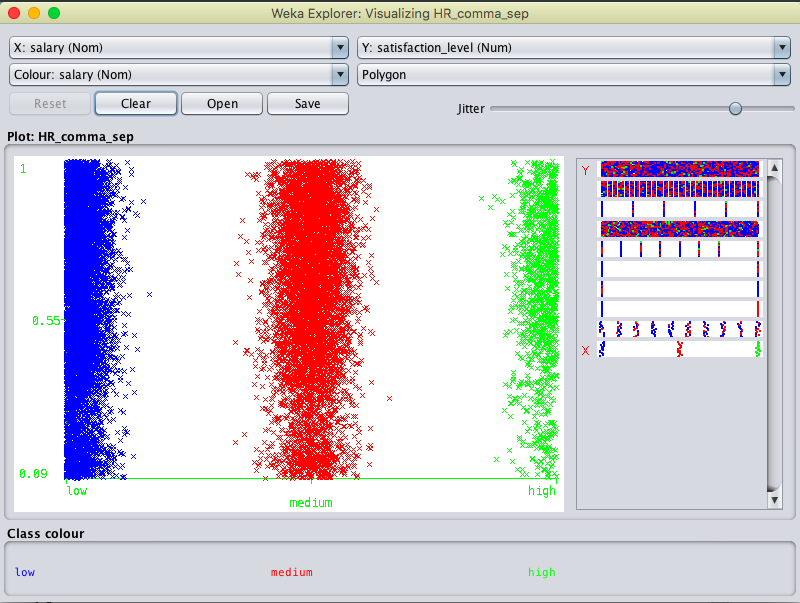 Weka Explorer: Visualizing HR_comma_sep
X: salary (Nom) Y: satisfaction_level (Num)
Colour: salary (Nom) Polygon
Reset Clear Open Save Jitter
Plot: HR_comma_sep
1
0.55
0.09
low medium high
Y
X
Class colour
low medium high